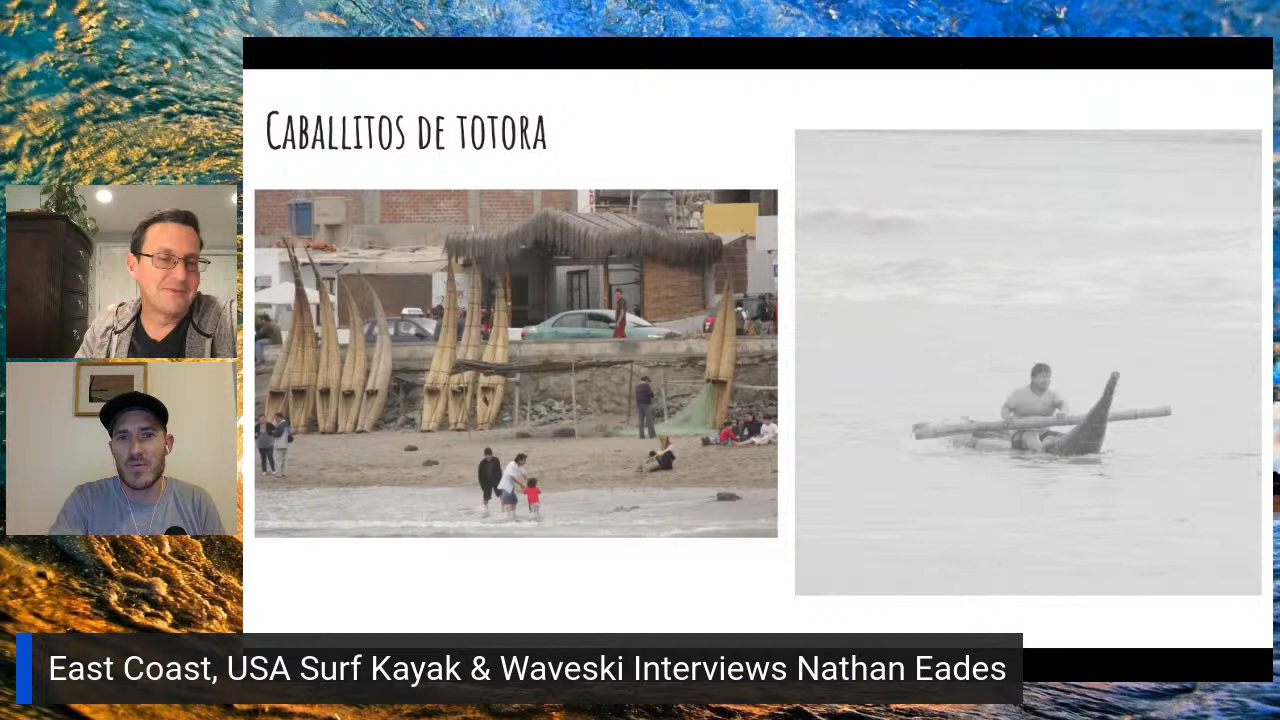 Caballitos de totora
East Coast, USA Surf Kayak & Waveski Interviews Nathan Eades